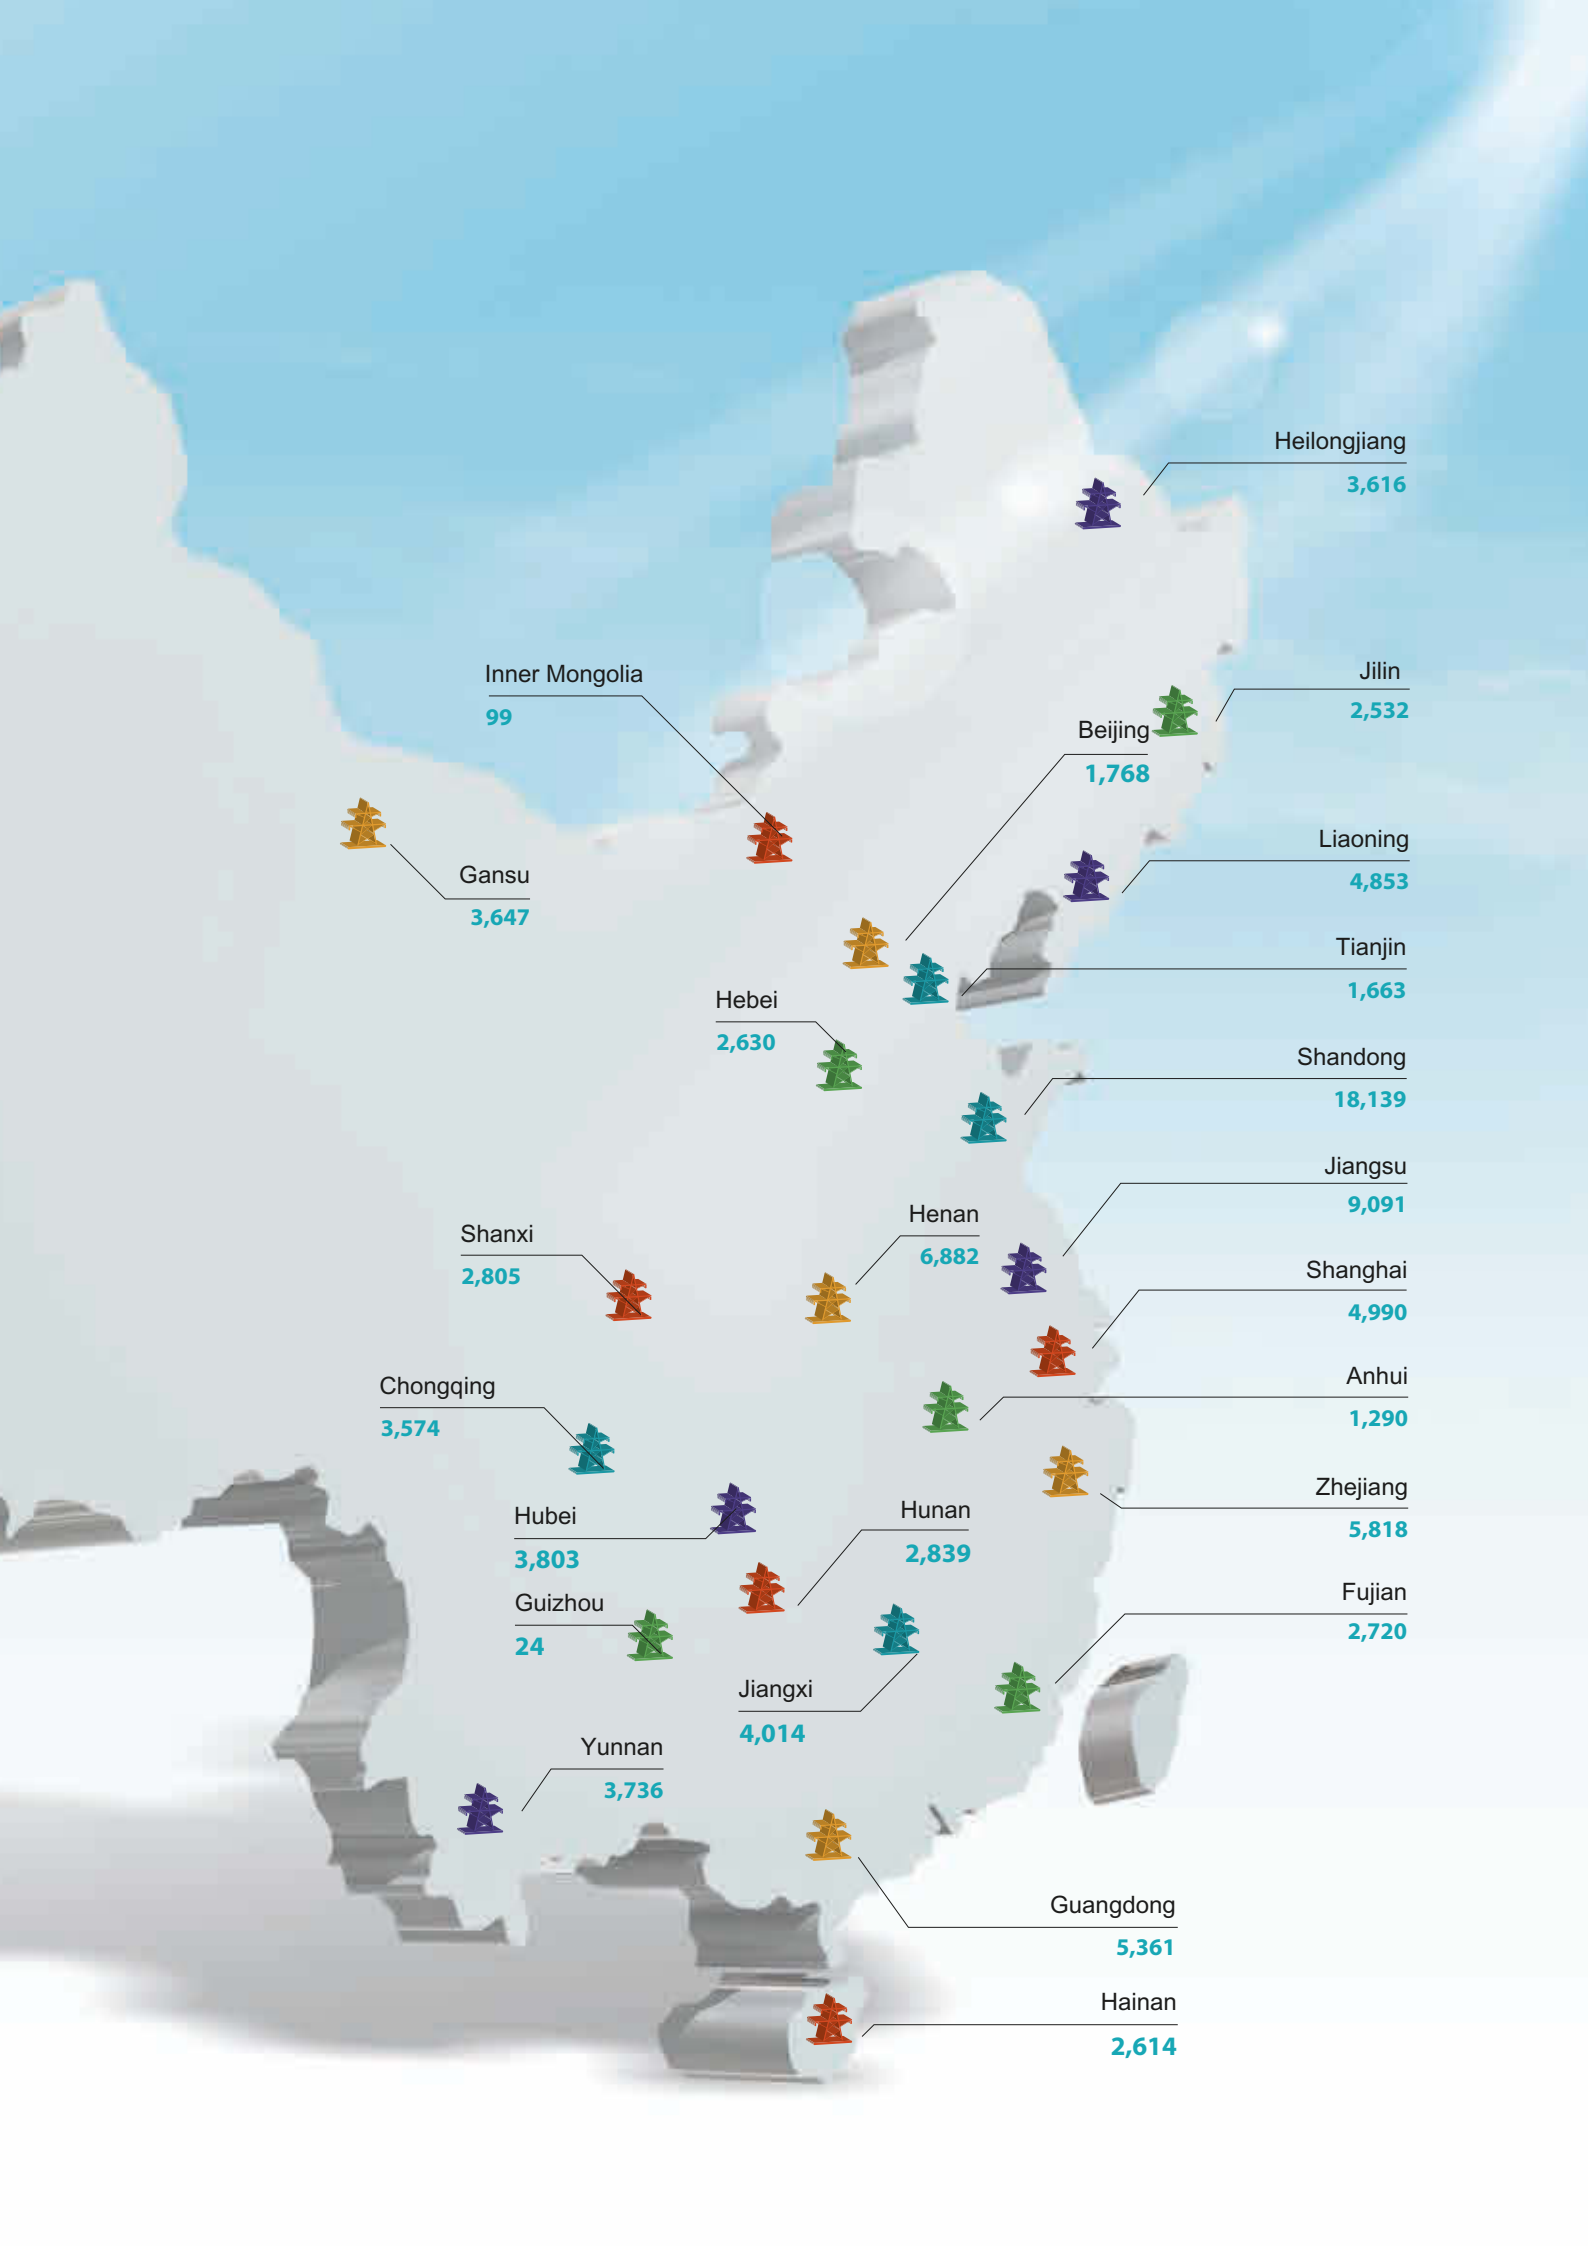 Heilongjiang
3,616
Inner Mongolia
99
Jilin
2,532
Beijing
1,768
Liaoning
4,853
Gansu
3,647
Tianjin
1,663
Hebei
2,630
Shandong
18,139
Jiangsu
9,091
Henan
6,882
Shanxi
2,805
Shanghai
4,990
Anhui
1,290
Chongqing
3,574
Zhejiang
5,818
Hubei
3,803
Hunan
2,839
Guizhou
24
Fujian
2,720
Jiangxi
4,014
Yunnan
3,736
Guangdong
5,361
Hainan
2,614